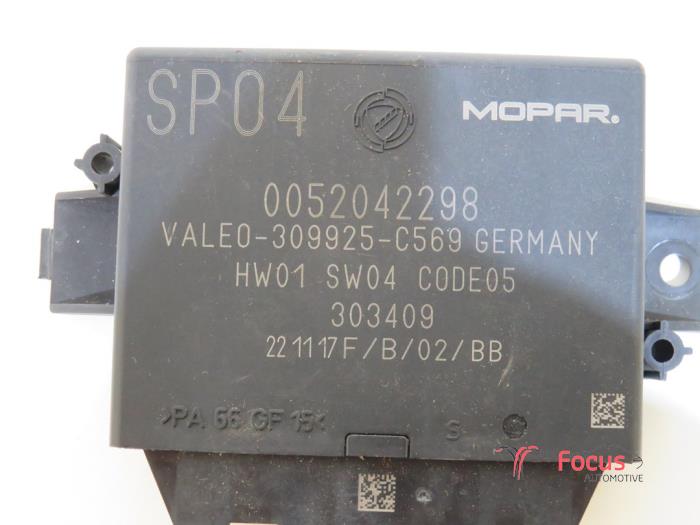 SP04
MOPAR®
0052042298
VALEO-309925-C569 GERMANY
HW01 SW04 CODE05
303409
221117F/B/02/BB
>PA 66 GF 15<
S
Focus
AUTOMOTIVE